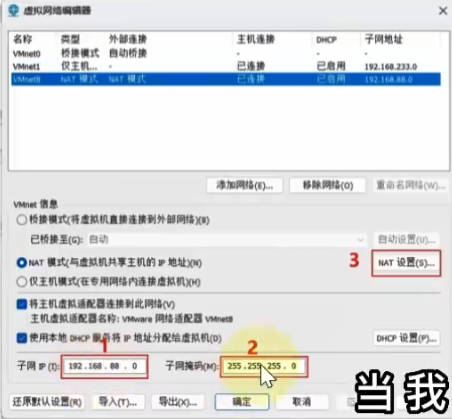 虚拟网络编辑器
名称 类型 外部连接 主机连接 DHCP 子网地址
VMnet0 桥接模式 自动桥接 - - -
VMnet1 仅主机... - 已连接 已启用 192.168.233.0
VMnet8 NAT 模式 NAT 模式 已连接 已启用 192.168.88.0
添加网络(E)... 移除网络(O) 重命名网络(W)...
VMnet 信息
桥接模式(将虚拟机直接连接到外部网络)(B)
已桥接至(G): 自动 自动设置(U)...
3
NAT 模式(与虚拟机共享主机的 IP 地址)(N) NAT 设置(S)...
仅主机模式(在专用网络内连接虚拟机)(H)
将主机虚拟适配器连接到此网络(V)
主机虚拟适配器名称: VMware 网络适配器 VMnet8
使用本地 DHCP 服务将 IP 地址分配给虚拟机(D) DHCP 设置(P)...
1 2
子网 IP (I): 192.168.88.0 子网掩码(M): 255.255.255.0
还原默认设置(R) 导入(T)... 导出(X)... 确定 取消
当我